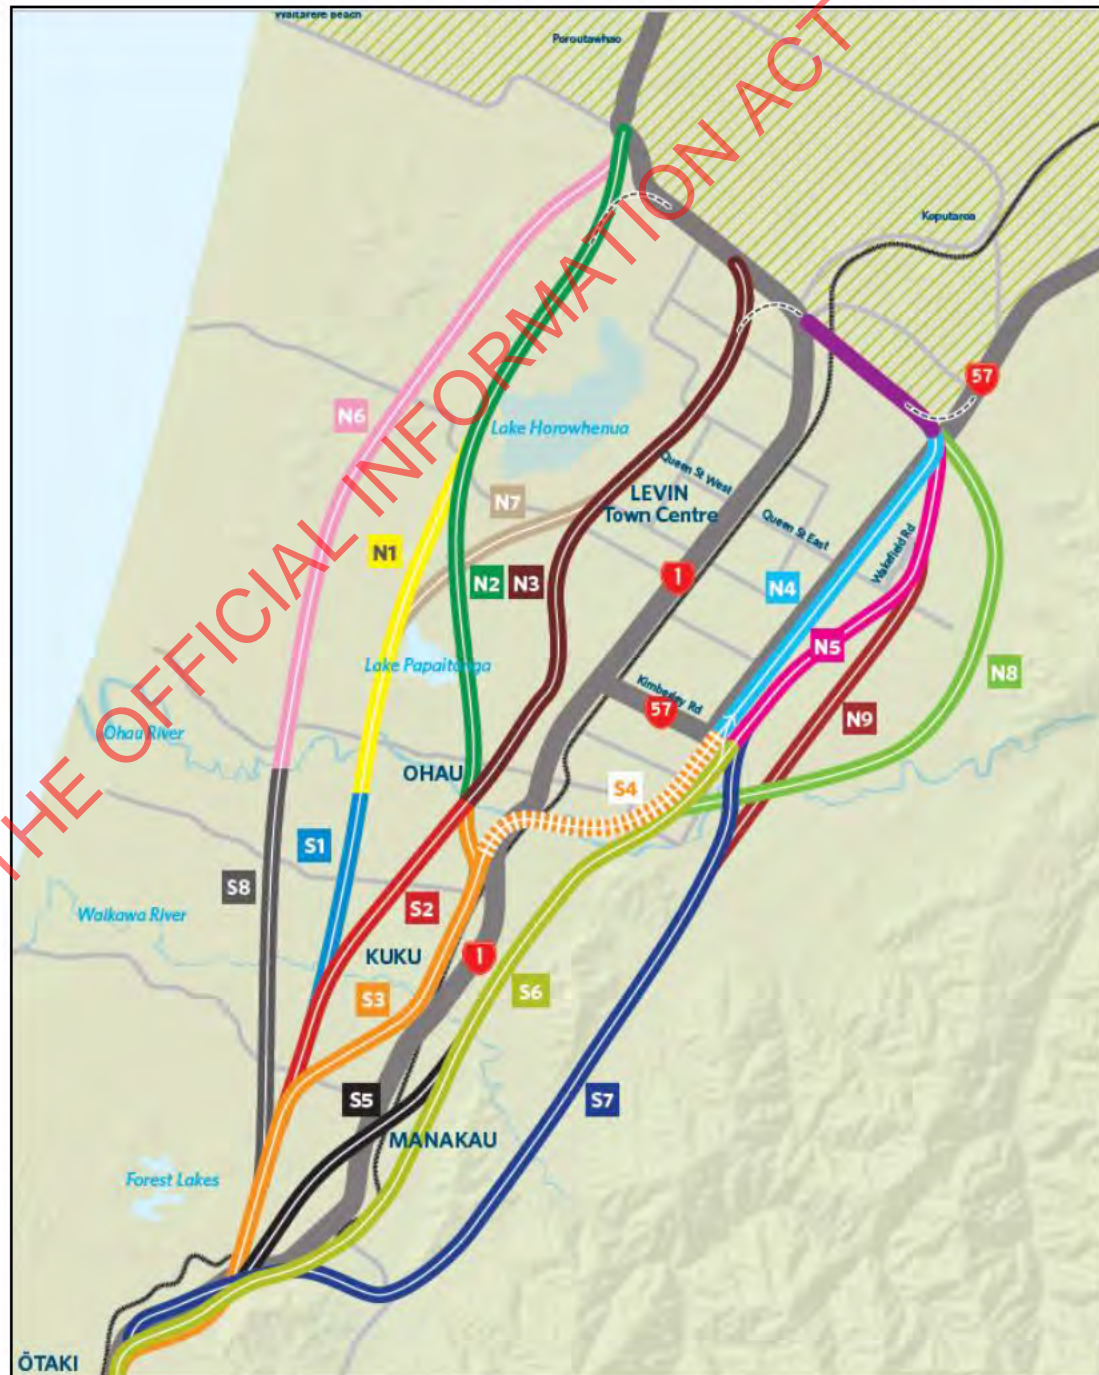 Waitarere Beach
Poroutawhao
THE OFFICIAL INFORMATION ACT
Koputaroa
57
N6
Lake Horowhenua
Queen St West
LEVIN
Town Centre
N7
Queen St East
Wakefield Rd
N1
N2
N3
1
N4
N5
Lake Papaitonga
N8
Kimberley Rd
57
N9
Ohau River
OHAU
S4
S1
S8
S2
Waikawa River
KUKU
1
S3
S6
S5
S7
MANAKAU
Forest Lakes
ŌTAKI